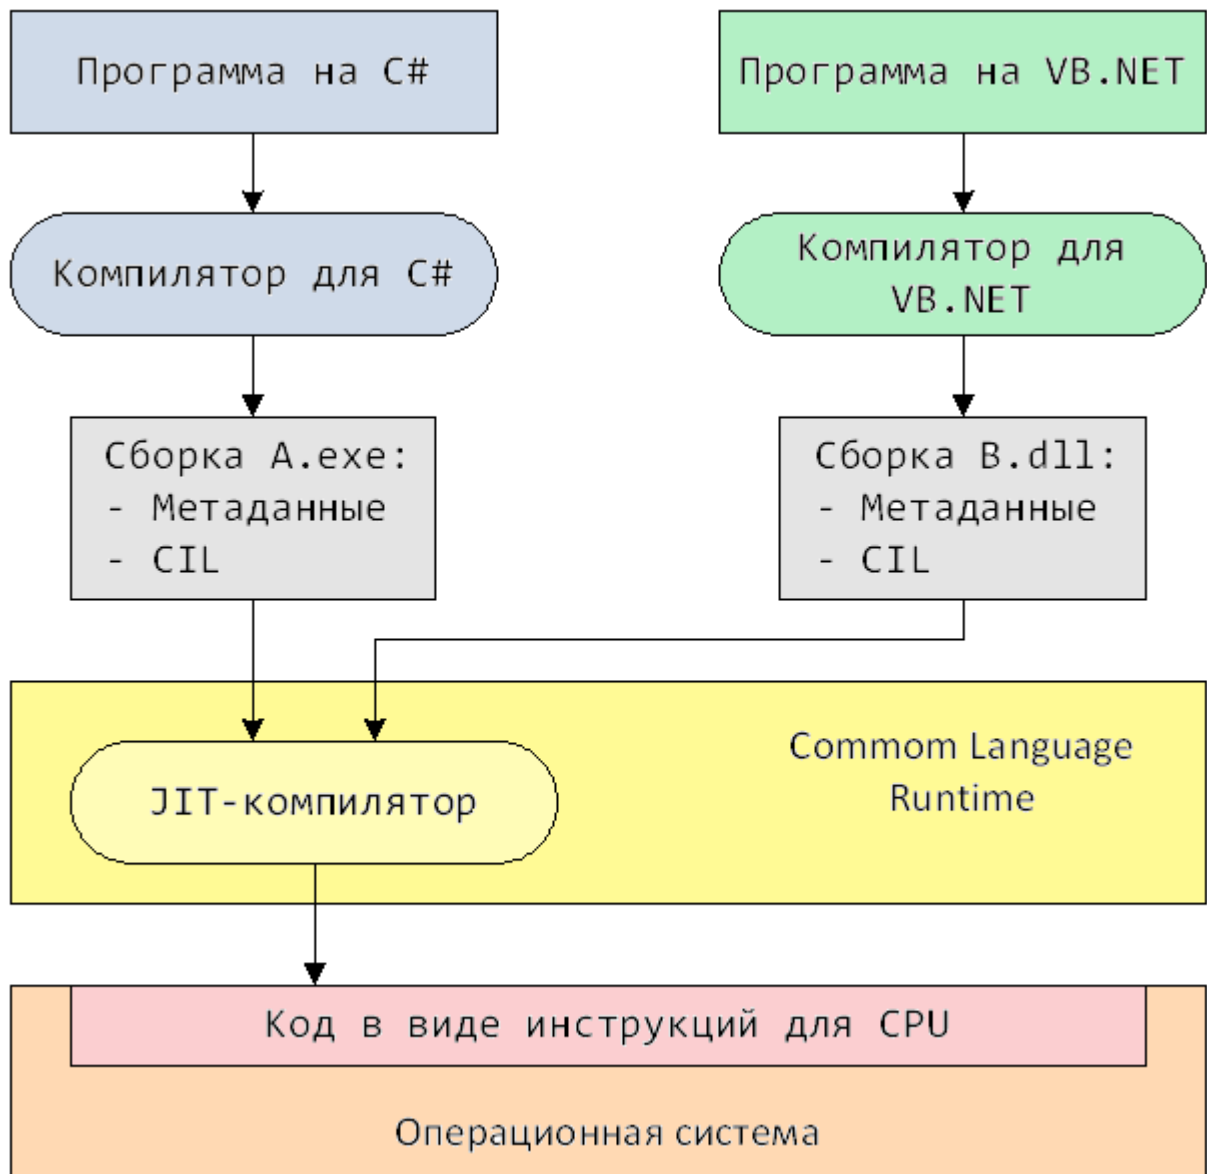 Программа на C#
Программа на VB.NET
Компилятор для C#
Компилятор для
VB.NET
Сборка A.exe:
- Метаданные
- CIL
Сборка B.dll:
- Метаданные
- CIL
Commom Language
Runtime
JIT-компилятор
Код в виде инструкций для CPU
Операционная система